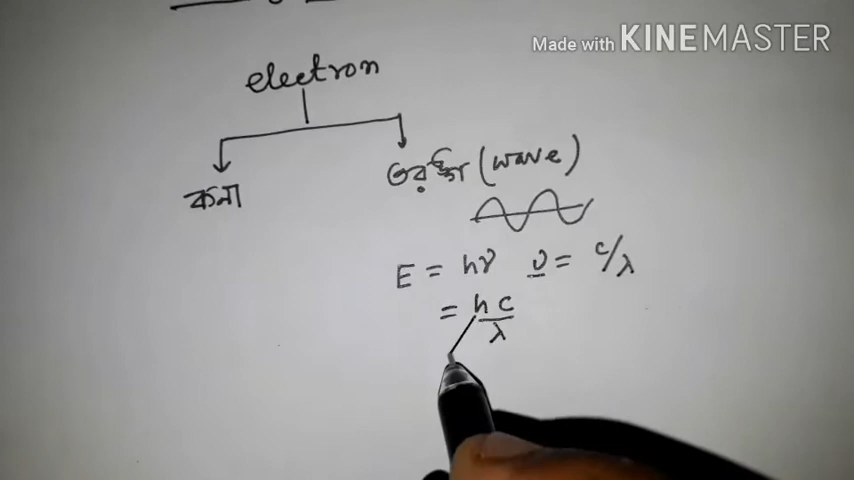 Made with KINEMASTER
electron
কনা
তরঙ্গ (wave)
E = hν υ = c/λ
= hc/λ